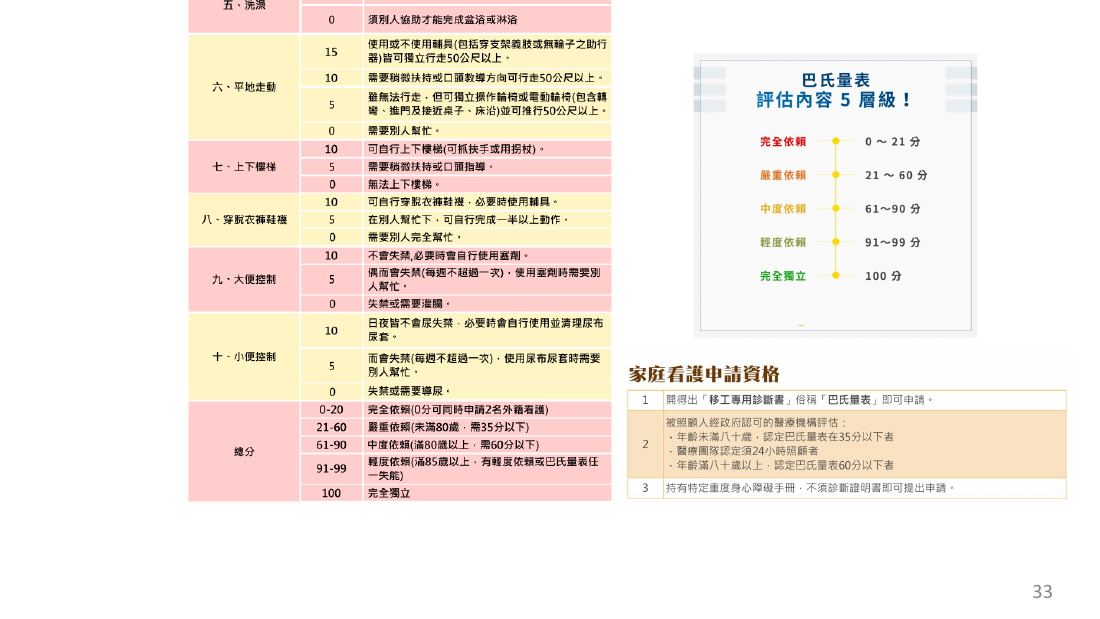 五、洗澡
0 須別人協助才能完成盆浴或淋浴
六、平地走動
15 使用或不使用輔具(包括穿支架義肢或無輪子之助行
器)皆可獨立行走50公尺以上。
10 需要稍微扶持或口頭教導方向可行走50公尺以上。
5 雖無法行走，但可獨立操作輪椅或電動輪椅(包含轉
彎、進門及接近桌子、床沿)並可推行50公尺以上。
0 需要別人幫忙。
七、上下樓梯
10 可自行上下樓梯(可抓扶手或用拐杖)。
5 需要稍微扶持或口頭指導。
0 無法上下樓梯。
八、穿脫衣褲鞋襪
10 可自行穿脫衣褲鞋襪，必要時使用輔具。
5 在別人幫忙下，可自行完成一半以上動作。
0 需要別人完全幫忙。
九、大便控制
10 不會失禁,必要時會自行使用塞劑。
5 偶而會失禁(每週不超過一次)，使用塞劑時需要別
人幫忙。
0 失禁或需要灌腸。
十、小便控制
10 日夜皆不會尿失禁，必要時會自行使用並清理尿布
尿套。
5 而會失禁(每週不超過一次)，使用尿布尿套時需要
別人幫忙。
0 失禁或需要導尿。
總分
0-20 完全依賴(0分可同時申請2名外籍看護)
21-60 嚴重依賴(未滿80歲，需35分以下)
61-90 中度依賴(滿80歲以上，需60分以下)
91-99 輕度依賴(滿85歲以上，有輕度依賴或巴氏量表任
一失能)
100 完全獨立
巴氏量表
評估內容 5 層級！
完全依賴 0 ～ 21 分
嚴重依賴 21 ～ 60 分
中度依賴 61～90 分
輕度依賴 91～99 分
完全獨立 100 分
家庭看護申請資格
1 開得出「移工專用診斷書」俗稱「巴氏量表」即可申請。
2 被照顧人經政府認可的醫療機構評估：
・年齡未滿八十歲，認定巴氏量表在35分以下者
・醫療團隊認定須24小時照顧者
・年齡滿八十歲以上，認定巴氏量表60分以下者
3 持有特定重度身心障礙手冊，不須診斷證明書即可提出申請。
33